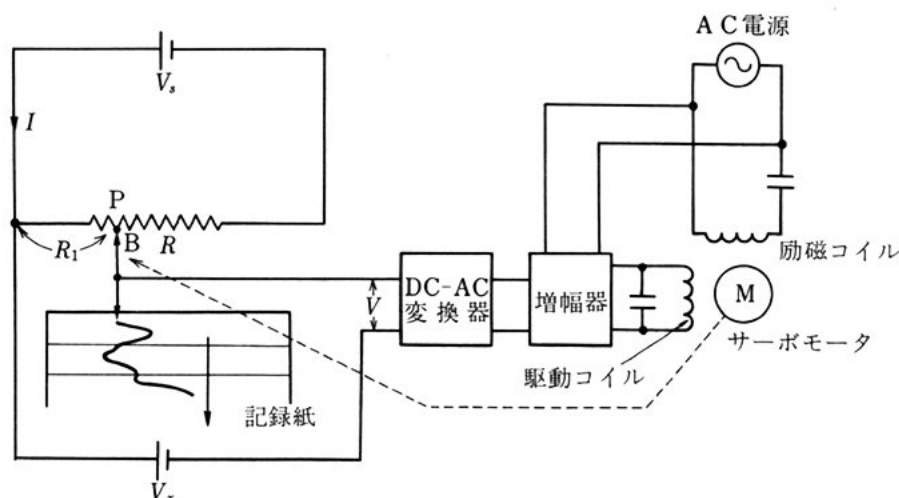 AC電源
V_s
I
P
B
R_1
R
励磁コイル
DC-AC
変換器
V
増幅器
M
サーボモータ
駆動コイル
記録紙
V_x